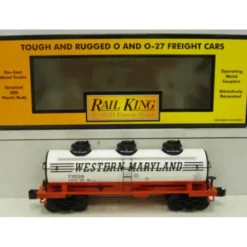 TOUGH AND RUGGED O AND O-27 FREIGHT CARS
Die-Cast
Metal Trucks
Detailed ABS
Plastic Body
RAIL KING
Operating Metal
Couplers
Attractively
Decorated
WESTERN MARYLAND